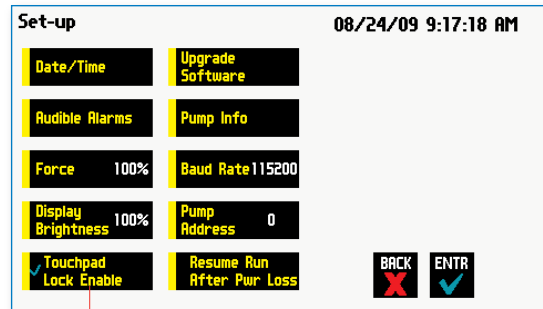 Set-up 08/24/09 9:17:18 AM
Date/Time
Upgrade
Software
Audible Alarms
Pump Info
Force 100%
Baud Rate 115200
Display
Brightness 100%
Pump
Address 0
Touchpad
Lock Enable
Resume Run
After Pwr Loss
BACK
ENTR